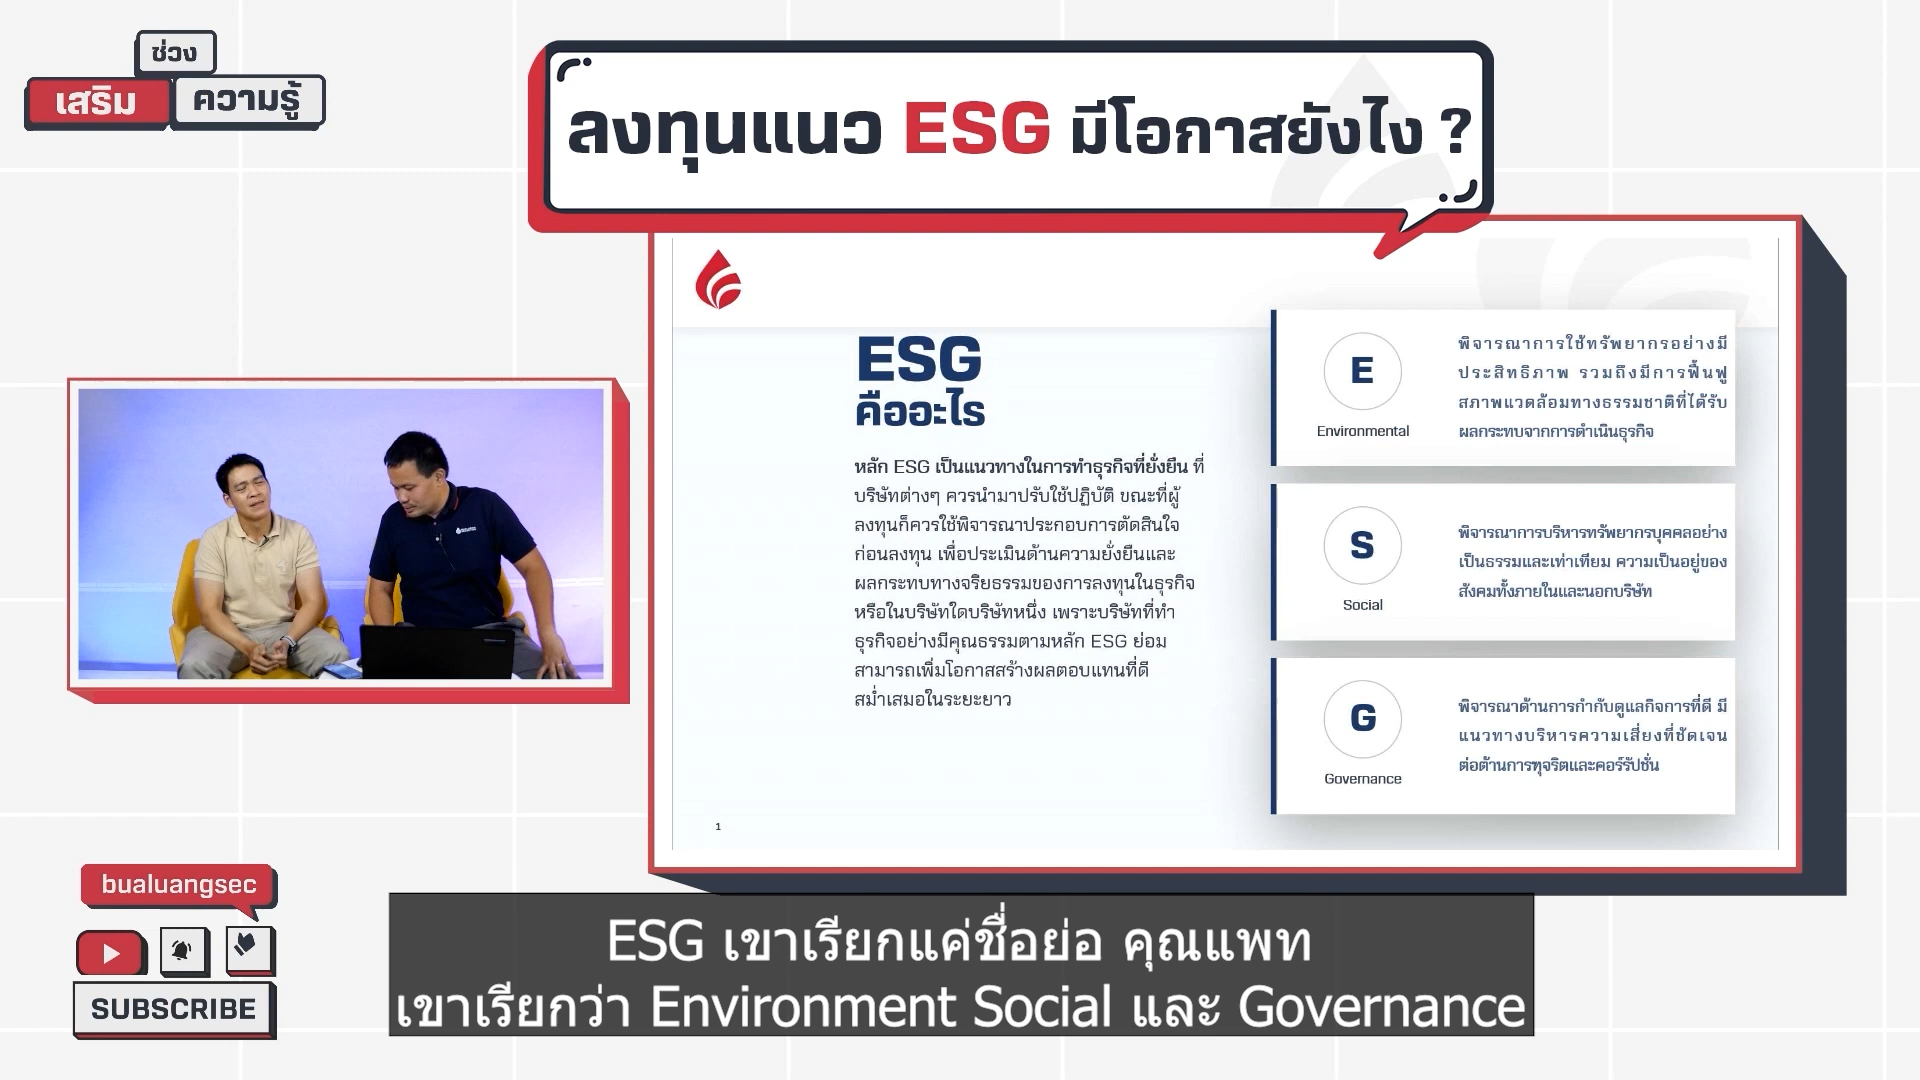 ช่วง
เสริม ความรู้
ลงทุนแนว ESG มีโอกาสยังไง ?
ESG
คืออะไร
หลัก ESG เป็นแนวทางในการทำธุรกิจที่ยั่งยืน ที่
บริษัทต่างๆ ควรนำมาปรับใช้ปฏิบัติ ขณะที่ผู้
ลงทุนก็ควรใช้พิจารณาประกอบการตัดสินใจ
ก่อนลงทุน เพื่อประเมินด้านความยั่งยืนและ
ผลกระทบทางจริยธรรมของการลงทุนในธุรกิจ
หรือในบริษัทใดบริษัทหนึ่ง เพราะบริษัทที่ทำ
ธุรกิจอย่างมีคุณธรรมตามหลัก ESG ย่อม
สามารถเพิ่มโอกาสสร้างผลตอบแทนที่ดี
สม่ำเสมอในระยะยาว
1
E
Environmental
พิจารณาการใช้ทรัพยากรอย่างมี
ประสิทธิภาพ รวมถึงมีการฟื้นฟู
สภาพแวดล้อมทางธรรมชาติที่ได้รับ
ผลกระทบจากการดำเนินธุรกิจ
S
Social
พิจารณาการบริหารทรัพยากรบุคคลอย่าง
เป็นธรรมและเท่าเทียม ความเป็นอยู่ของ
สังคมทั้งภายในและนอกบริษัท
G
Governance
พิจารณาด้านการกำกับดูแลกิจการที่ดี มี
แนวทางบริหารความเสี่ยงที่ชัดเจน
ต่อต้านการทุจริตและคอร์รัปชั่น
bualuangsec
SUBSCRIBE
ESG เขาเรียกแค่ชื่อย่อ คุณแพท
เขาเรียกว่า Environment Social และ Governance